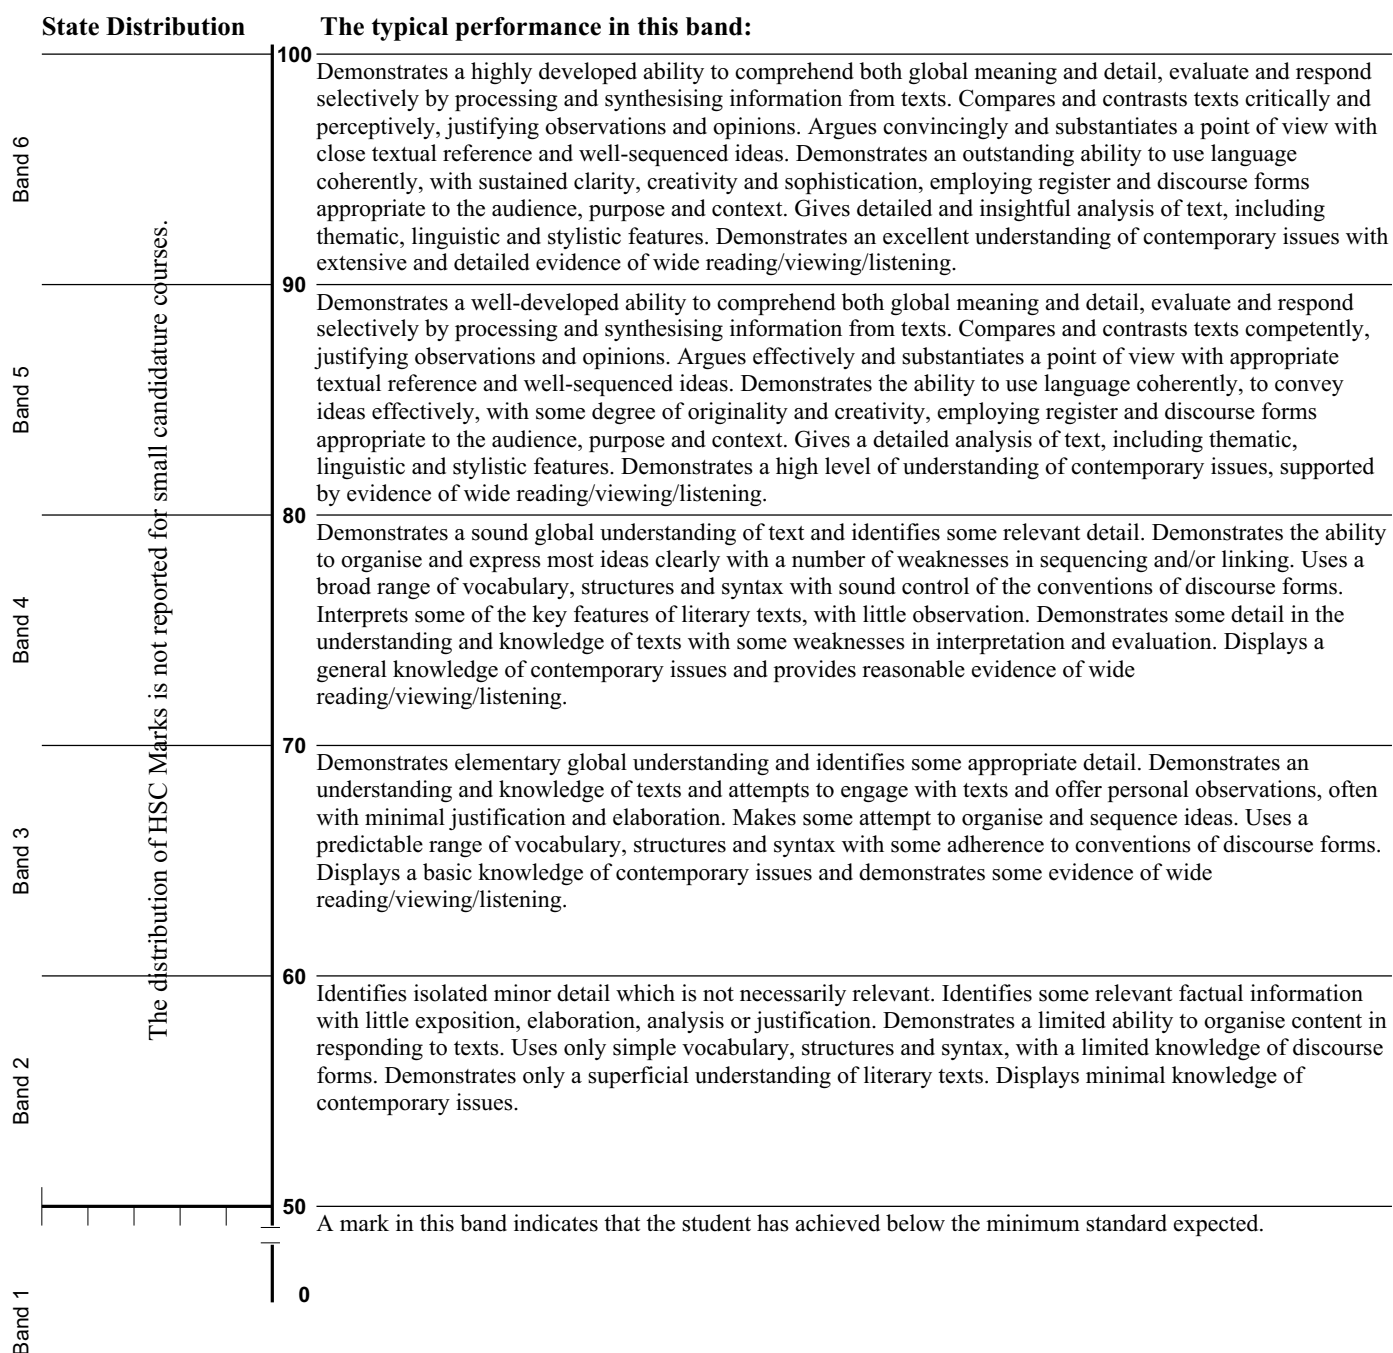 State Distribution
The typical performance in this band:
100
Demonstrates a highly developed ability to comprehend both global meaning and detail, evaluate and respond
selectively by processing and synthesising information from texts. Compares and contrasts texts critically and
perceptively, justifying observations and opinions. Argues convincingly and substantiates a point of view with
close textual reference and well-sequenced ideas. Demonstrates an outstanding ability to use language
coherently, with sustained clarity, creativity and sophistication, employing register and discourse forms
appropriate to the audience, purpose and context. Gives detailed and insightful analysis of text, including
thematic, linguistic and stylistic features. Demonstrates an excellent understanding of contemporary issues with
extensive and detailed evidence of wide reading/viewing/listening.
Band 6
90
Demonstrates a well-developed ability to comprehend both global meaning and detail, evaluate and respond
selectively by processing and synthesising information from texts. Compares and contrasts texts competently,
justifying observations and opinions. Argues effectively and substantiates a point of view with appropriate
textual reference and well-sequenced ideas. Demonstrates the ability to use language coherently, to convey
ideas effectively, with some degree of originality and creativity, employing register and discourse forms
appropriate to the audience, purpose and context. Gives a detailed analysis of text, including thematic,
linguistic and stylistic features. Demonstrates a high level of understanding of contemporary issues, supported
by evidence of wide reading/viewing/listening.
Band 5
80
Demonstrates a sound global understanding of text and identifies some relevant detail. Demonstrates the ability
to organise and express most ideas clearly with a number of weaknesses in sequencing and/or linking. Uses a
broad range of vocabulary, structures and syntax with sound control of the conventions of discourse forms.
Interprets some of the key features of literary texts, with little observation. Demonstrates some detail in the
understanding and knowledge of texts with some weaknesses in interpretation and evaluation. Displays a
general knowledge of contemporary issues and provides reasonable evidence of wide
reading/viewing/listening.
Band 4
The distribution of HSC Marks is not reported for small candidature courses.
70
Demonstrates elementary global understanding and identifies some appropriate detail. Demonstrates an
understanding and knowledge of texts and attempts to engage with texts and offer personal observations, often
with minimal justification and elaboration. Makes some attempt to organise and sequence ideas. Uses a
predictable range of vocabulary, structures and syntax with some adherence to conventions of discourse forms.
Displays a basic knowledge of contemporary issues and demonstrates some evidence of wide
reading/viewing/listening.
Band 3
60
Identifies isolated minor detail which is not necessarily relevant. Identifies some relevant factual information
with little exposition, elaboration, analysis or justification. Demonstrates a limited ability to organise content in
responding to texts. Uses only simple vocabulary, structures and syntax, with a limited knowledge of discourse
forms. Demonstrates only a superficial understanding of literary texts. Displays minimal knowledge of
contemporary issues.
Band 2
50
A mark in this band indicates that the student has achieved below the minimum standard expected.
0
Band 1